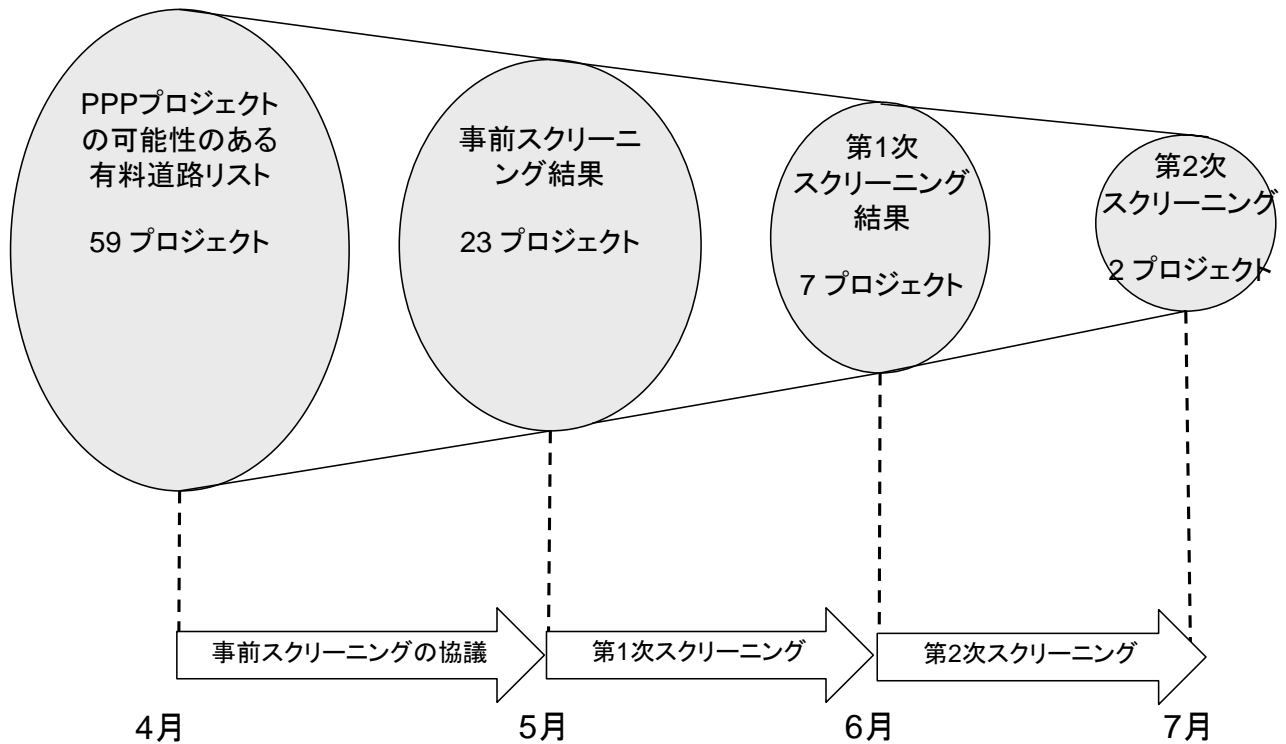 PPPプロジェクト
の可能性のある
有料道路リスト
59 プロジェクト
事前スクリーニ
ング結果
23 プロジェクト
第1次
スクリーニング
結果
7 プロジェクト
第2次
スクリーニング
2 プロジェクト
事前スクリーニングの協議
第1次スクリーニング
第2次スクリーニング
4月
5月
6月
7月